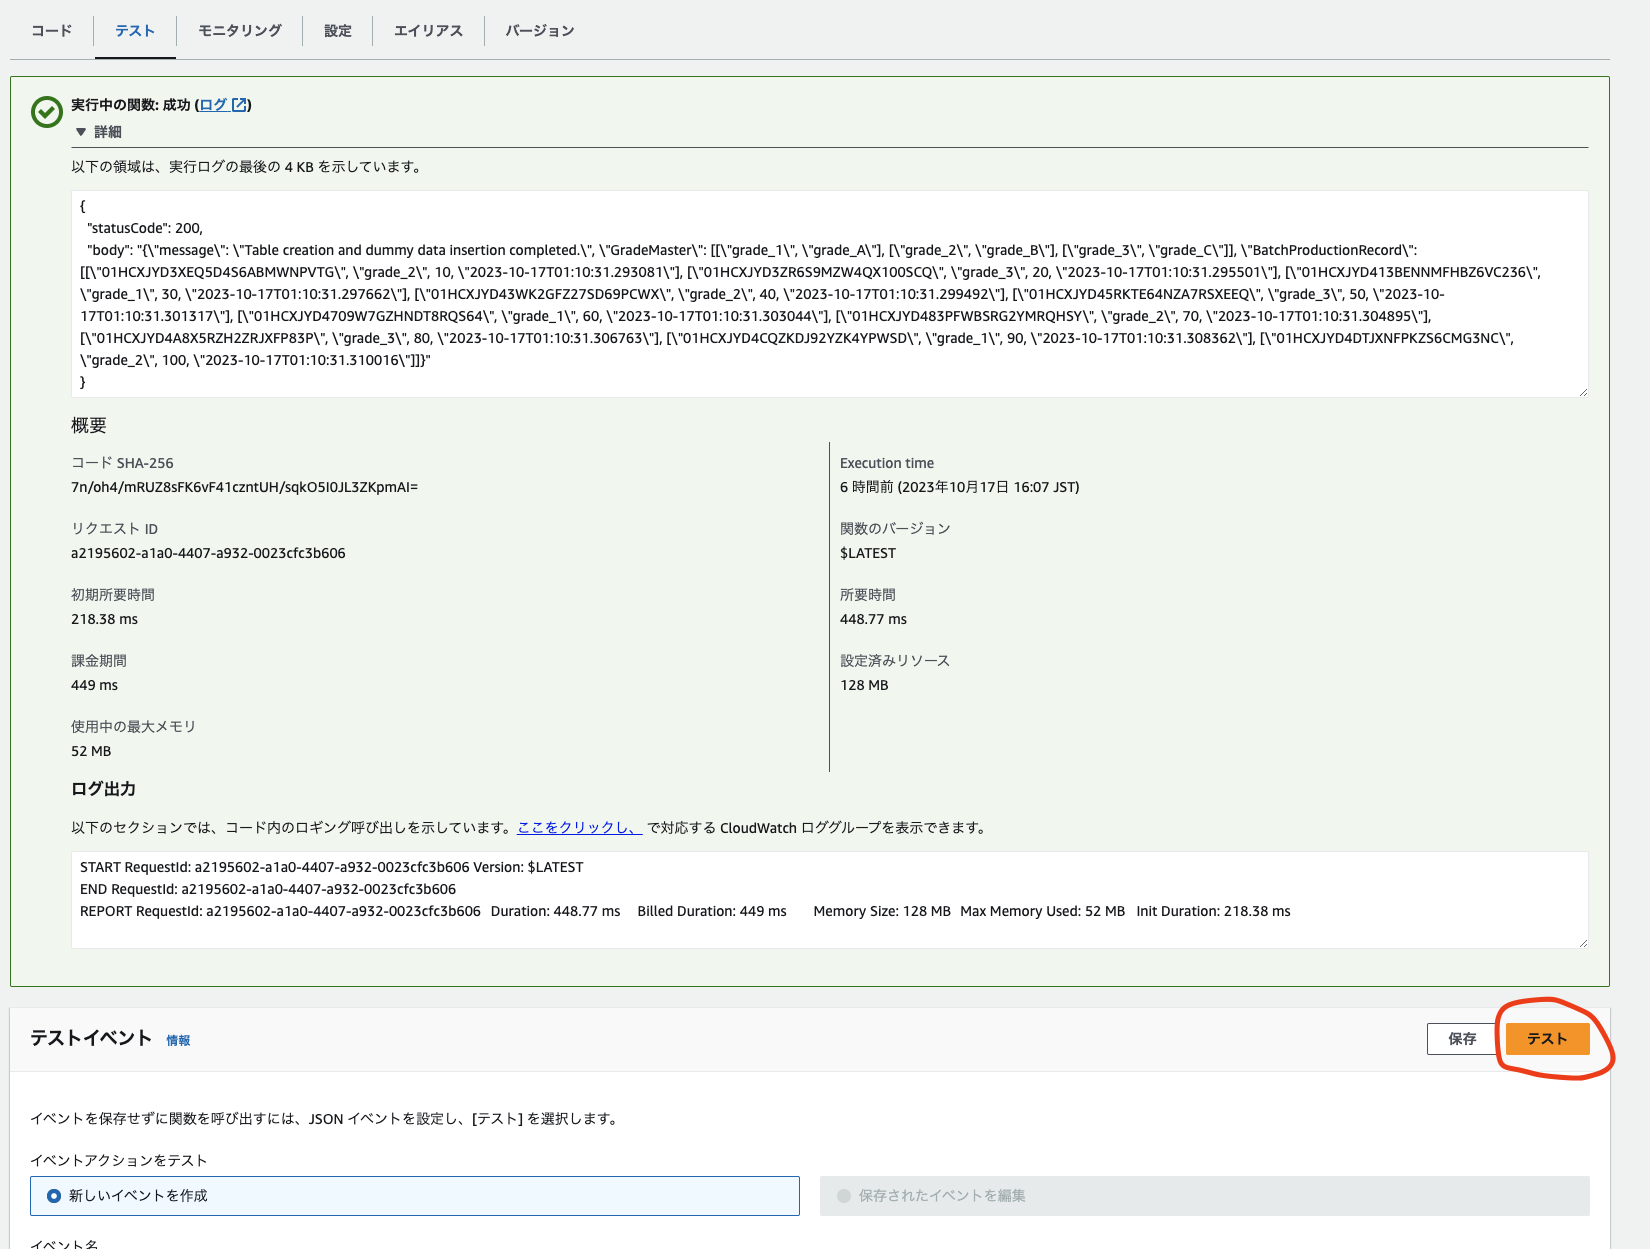 コード テスト モニタリング 設定 エイリアス バージョン
実行中の関数: 成功 (ログ)
▼ 詳細
以下の領域は、実行ログの最後の 4 KB を示しています。
{
"statusCode": 200,
"body": "{\"message\": \"Table creation and dummy data insertion completed.\", \"GradeMaster\": [[\"grade_1\", \"grade_A\"], [\"grade_2\", \"grade_B\"], [\"grade_3\", \"grade_C\"]], \"BatchProductionRecord\":
[[\"01HCXJYD3XEQ5D4S6ABMWNPVTG\", \"grade_2\", 10, \"2023-10-17T01:10:31.293081\"], [\"01HCXJYD3ZR6S9MZW4QX100SCQ\", \"grade_3\", 20, \"2023-10-17T01:10:31.295501\"], [\"01HCXJYD413BENNMFHBZ6VC236\",
\"grade_1\", 30, \"2023-10-17T01:10:31.297662\"], [\"01HCXJYD43WK2GFZ27SD69PCWX\", \"grade_2\", 40, \"2023-10-17T01:10:31.299492\"], [\"01HCXJYD45RKTE64NZA7RSXEEQ\", \"grade_3\", 50, \"2023-10-
17T01:10:31.301317\"], [\"01HCXJYD4709W7GZHNDT8RQS64\", \"grade_1\", 60, \"2023-10-17T01:10:31.303044\"], [\"01HCXJYD483PFWBSRG2YMRQHSY\", \"grade_2\", 70, \"2023-10-17T01:10:31.304895\"],
[\"01HCXJYD4A8X5RZH2ZRJXFP83P\", \"grade_3\", 80, \"2023-10-17T01:10:31.306763\"], [\"01HCXJYD4CQZKDJ92YZK4YPWSD\", \"grade_1\", 90, \"2023-10-17T01:10:31.308362\"], [\"01HCXJYD4DTJXNFPKZS6CMG3NC\",
\"grade_2\", 100, \"2023-10-17T01:10:31.310016\"]]}"
}
概要
コード SHA-256
7n/oh4/mRUZ8sFK6vF41czntUH/sqkO5I0JL3ZKpmAI=
Execution time
6 時間前 (2023年10月17日 16:07 JST)
リクエスト ID
a2195602-a1a0-4407-a932-0023cfc3b606
関数のバージョン
$LATEST
初期所要時間
218.38 ms
所要時間
448.77 ms
課金期間
449 ms
設定済みリソース
128 MB
使用中の最大メモリ
52 MB
ログ出力
以下のセクションでは、コード内のロギング呼び出しを示しています。ここをクリックし、 で対応する CloudWatch ロググループを表示できます。
START RequestId: a2195602-a1a0-4407-a932-0023cfc3b606 Version: $LATEST
END RequestId: a2195602-a1a0-4407-a932-0023cfc3b606
REPORT RequestId: a2195602-a1a0-4407-a932-0023cfc3b606 Duration: 448.77 ms Billed Duration: 449 ms Memory Size: 128 MB Max Memory Used: 52 MB Init Duration: 218.38 ms
テストイベント 情報 保存 テスト
イベントを保存せずに関数を呼び出すには、JSON イベントを設定し、[テスト] を選択します。
イベントアクションをテスト
新しいイベントを作成 保存されたイベントを編集
イベント名